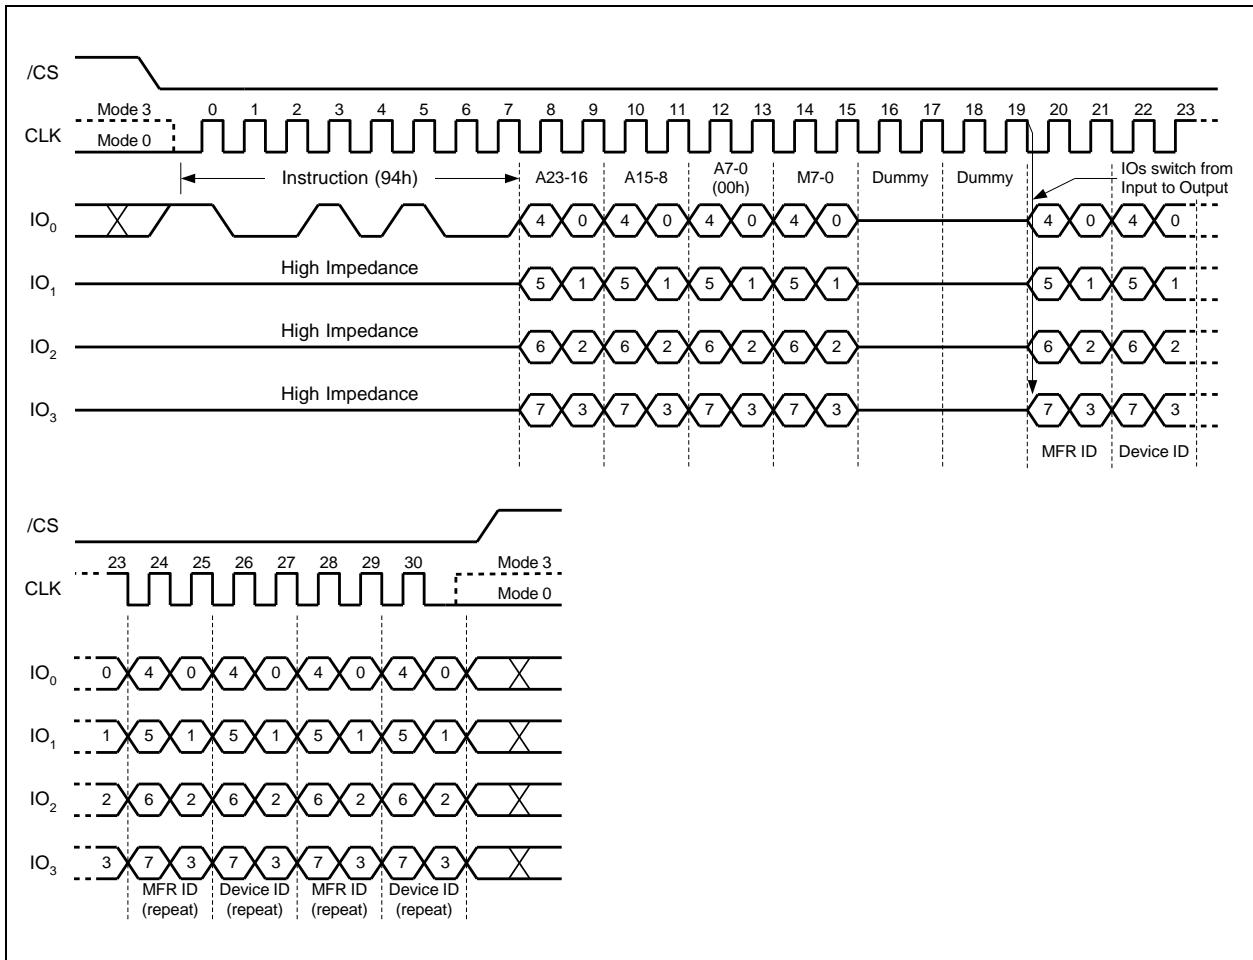 /CS
Mode 3 0 1 2 3 4 5 6 7 8 9 10 11 12 13 14 15 16 17 18 19 20 21 22 23
CLK Mode 0
Instruction (94h) A23-16 A15-8 A7-0 (00h) M7-0 Dummy Dummy IOs switch from Input to Output
IO0 4 0 4 0 4 0 4 0 4 0 4 0
High Impedance
IO1 5 1 5 1 5 1 5 1 5 1 5 1
High Impedance
IO2 6 2 6 2 6 2 6 2 6 2 6 2
High Impedance
IO3 7 3 7 3 7 3 7 3 7 3 7 3
MFR ID Device ID
/CS
23 24 25 26 27 28 29 30 Mode 3
CLK Mode 0
IO0 0 4 0 4 0 4 0 4 0
IO1 1 5 1 5 1 5 1 5 1
IO2 2 6 2 6 2 6 2 6 2
IO3 3 7 3 7 3 7 3 7 3
MFR ID Device ID MFR ID Device ID
(repeat) (repeat) (repeat) (repeat)